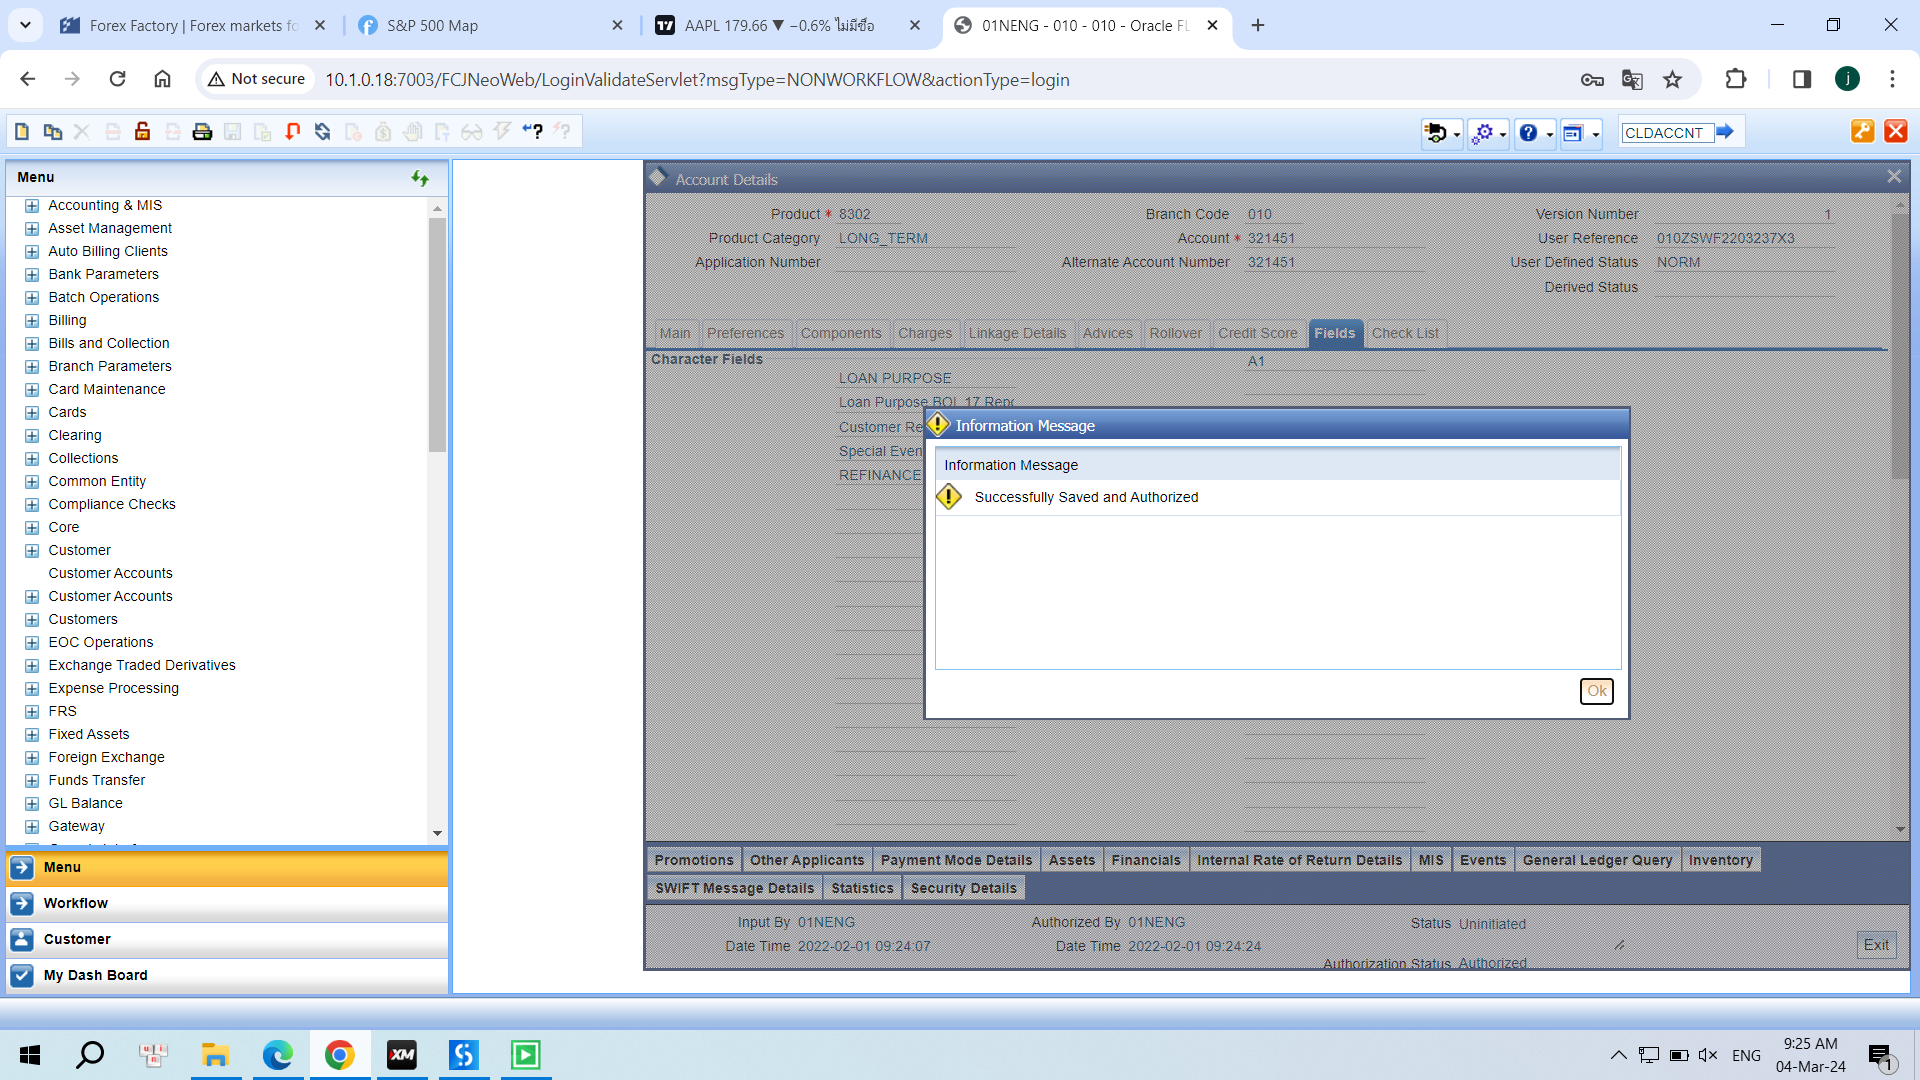 Forex Factory | Forex markets fo
S&P 500 Map
AAPL 179.66 ▼ −0.6% ไม่มีชื่อ
01NENG - 010 - 010 - Oracle FL
Not secure
10.1.0.18:7003/FCJNeoWeb/LoginValidateServlet?msgType=NONWORKFLOW&actionType=login
j
CLDACCNT
Menu
Accounting & MIS
Asset Management
Auto Billing Clients
Bank Parameters
Batch Operations
Billing
Bills and Collection
Branch Parameters
Card Maintenance
Cards
Clearing
Collections
Common Entity
Compliance Checks
Core
Customer
Customer Accounts
Customer Accounts
Customers
EOC Operations
Exchange Traded Derivatives
Expense Processing
FRS
Fixed Assets
Foreign Exchange
Funds Transfer
GL Balance
Gateway
Menu
Workflow
Customer
My Dash Board
Account Details
Product * 8302
Branch Code 010
Version Number 1
Product Category LONG_TERM
Account * 321451
User Reference 010ZSWF2203237X3
Application Number
Alternate Account Number 321451
User Defined Status NORM
Derived Status
Main Preferences Components Charges Linkage Details Advices Rollover Credit Score Fields Check List
Character Fields
A1
LOAN PURPOSE
Loan Purpose BOL 17 Repo
Customer Re
Special Even
REFINANCE
Information Message
Information Message
Successfully Saved and Authorized
Ok
Promotions Other Applicants Payment Mode Details Assets Financials Internal Rate of Return Details MIS Events General Ledger Query Inventory
SWIFT Message Details Statistics Security Details
Input By 01NENG
Authorized By 01NENG
Status Uninitiated
Date Time 2022-02-01 09:24:07
Date Time 2022-02-01 09:24:24
Exit
Authorization Status Authorized
XM
ENG
9:25 AM
04-Mar-24
1